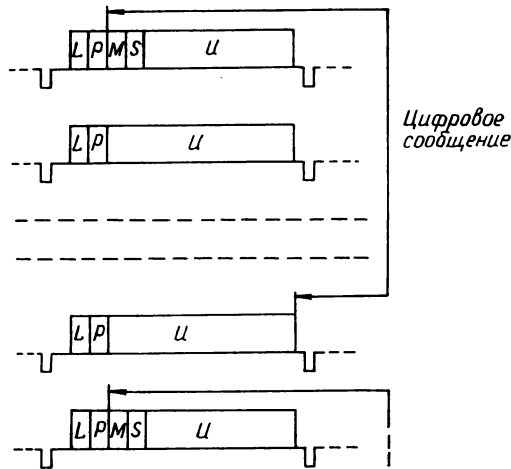 L P M S U
L P U
Цифровое
сообщение
L P U
L P M S U